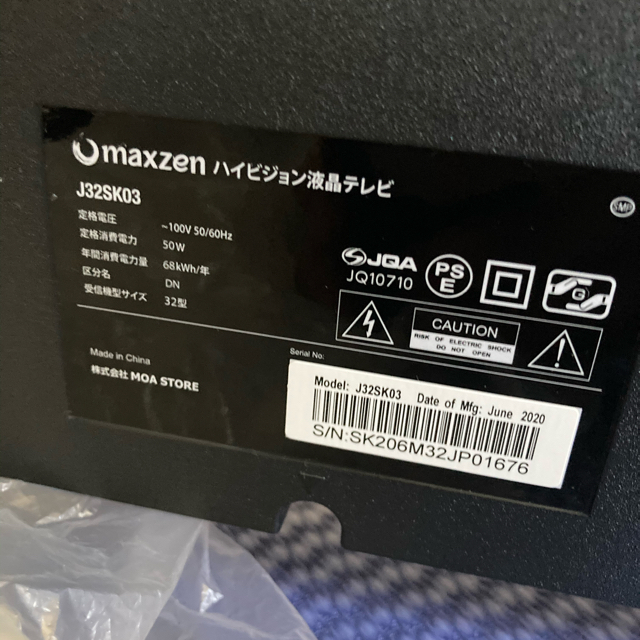 maxzen ハイビジョン液晶テレビ
J32SK03
定格電圧 ~100V 50/60Hz
定格消費電力 50W
年間消費電力量 68kWh/年
区分名 DN
受信機型サイズ 32型
JQA
JQ10710
PS
E
G
CAUTION
RISK OF ELECTRIC SHOCK
DO NOT OPEN
Made in China
株式会社 MOA STORE
Serial No:
Model: J32SK03 Date of Mfg: June 2020
S/N:SK206M32JP01676